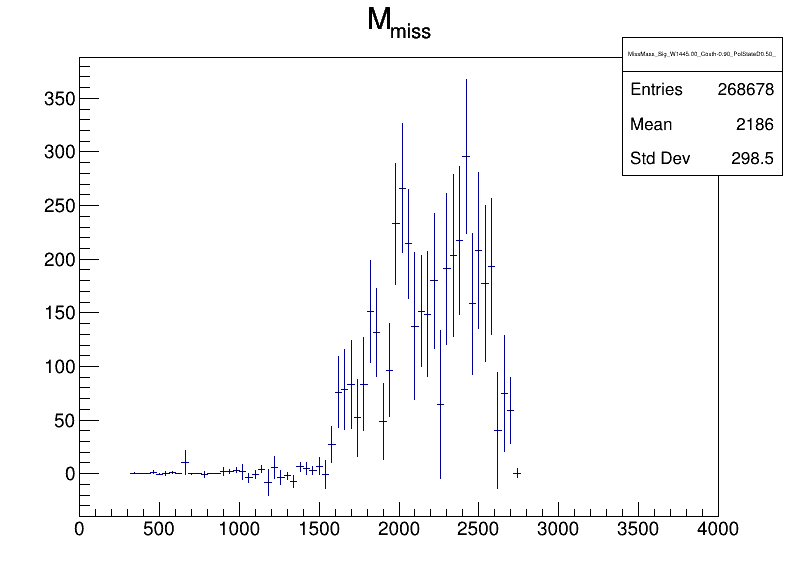 M_miss
MissMass_Sig_W1445.00_Costh-0.90_PolStateD0.50_
Entries 268678
Mean 2186
Std Dev 298.5
350
300
250
200
150
100
50
0
0 500 1000 1500 2000 2500 3000 3500 4000